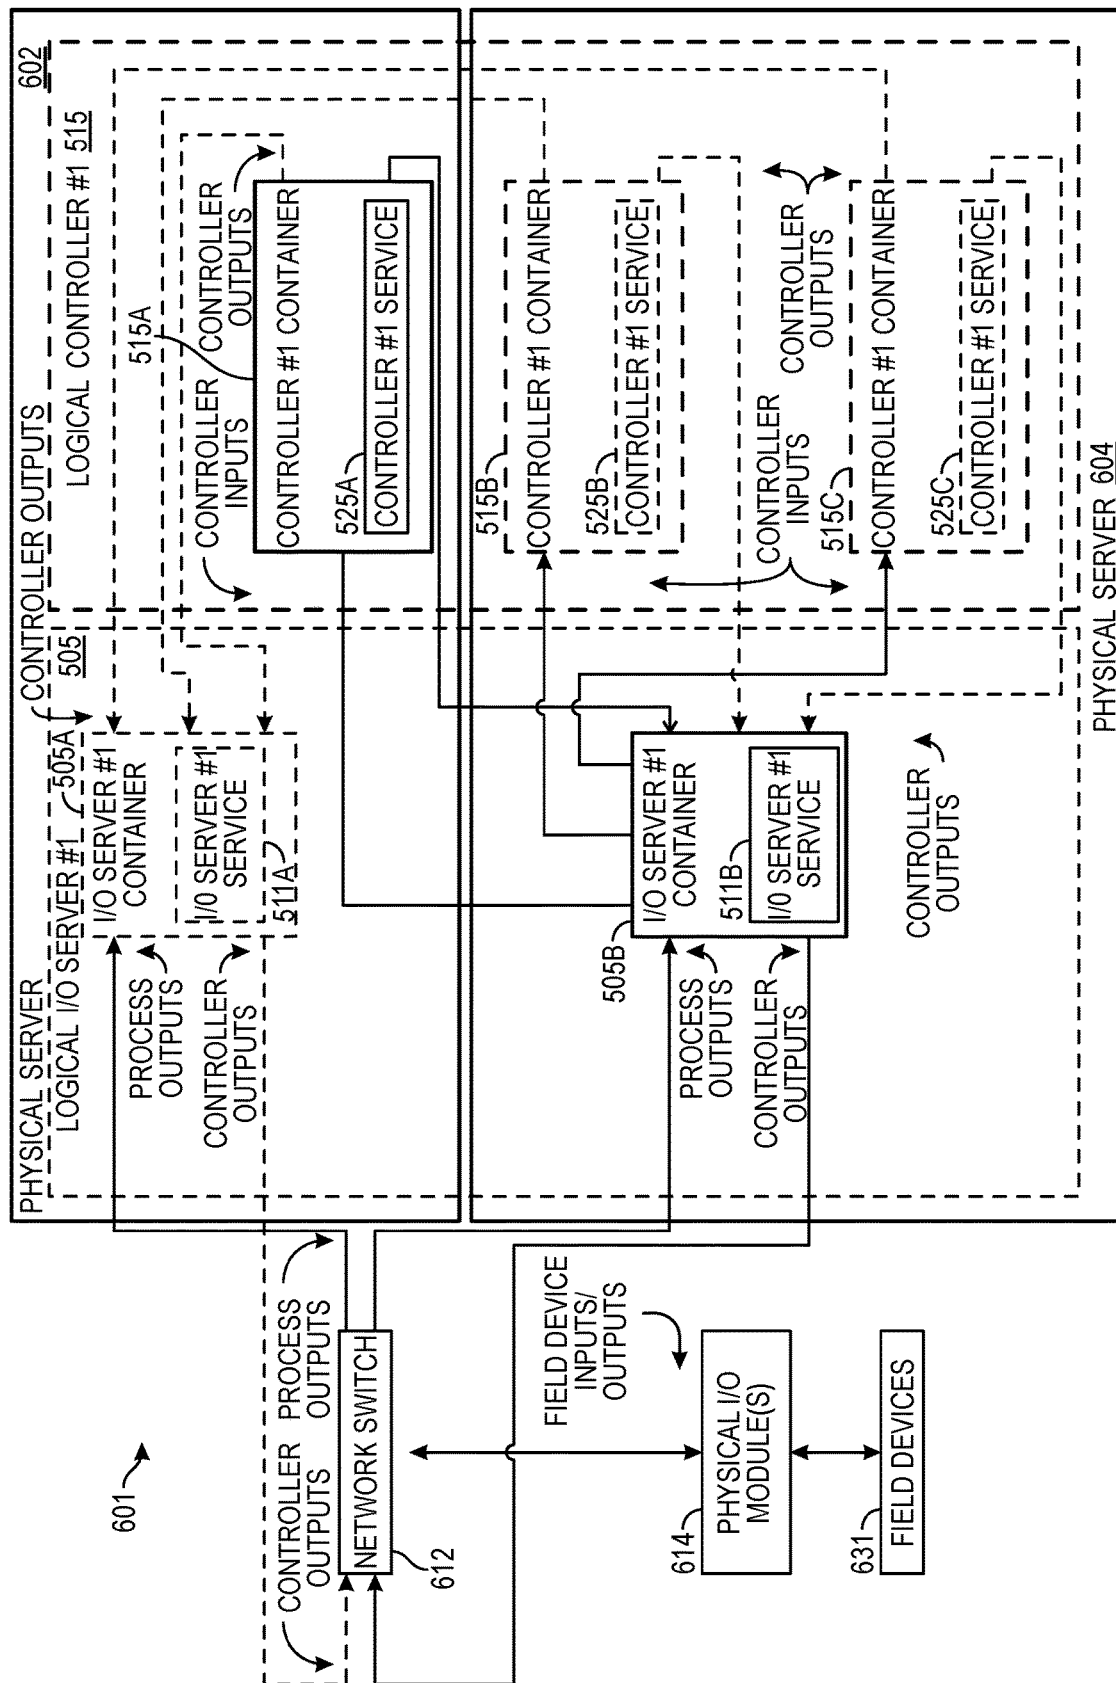 601
CONTROLLER
OUTPUTS
PROCESS
OUTPUTS
NETWORK SWITCH
612
FIELD DEVICE
INPUTS/
OUTPUTS
614
PHYSICAL I/O
MODULE(S)
631
FIELD DEVICES
PHYSICAL SERVER
602
LOGICAL I/O SERVER #1
505
505A
CONTROLLER OUTPUTS
I/O SERVER #1
CONTAINER
I/0 SERVER #1
SERVICE
511A
PROCESS
OUTPUTS
CONTROLLER
OUTPUTS
LOGICAL CONTROLLER #1 515
515A
CONTROLLER
INPUTS
CONTROLLER
OUTPUTS
CONTROLLER #1 CONTAINER
525A
CONTROLLER #1 SERVICE
505B
I/O SERVER #1
CONTAINER
511B
I/0 SERVER #1
SERVICE
PROCESS
OUTPUTS
CONTROLLER
OUTPUTS
CONTROLLER
OUTPUTS
515B
CONTROLLER #1 CONTAINER
525B
CONTROLLER #1 SERVICE
CONTROLLER
INPUTS
CONTROLLER
OUTPUTS
515C
CONTROLLER #1 CONTAINER
525C
CONTROLLER #1 SERVICE
PHYSICAL SERVER 604